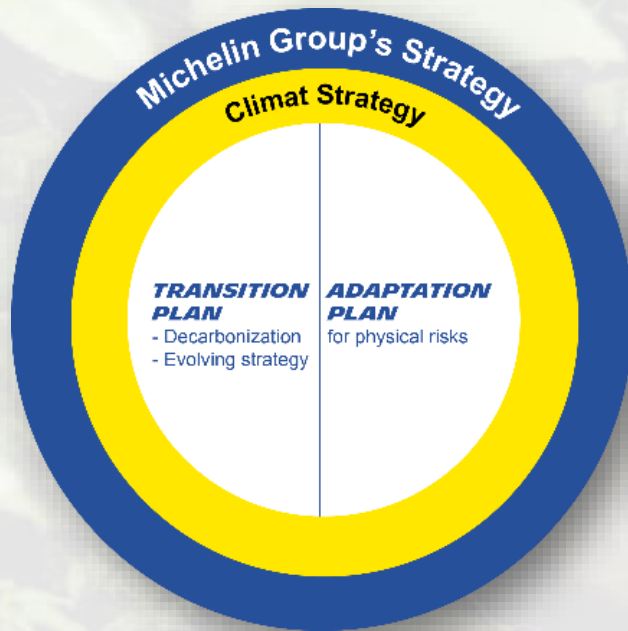 Michelin Group's Strategy
Climat Strategy
TRANSITION
PLAN
- Decarbonization
- Evolving strategy
ADAPTATION
PLAN
for physical risks